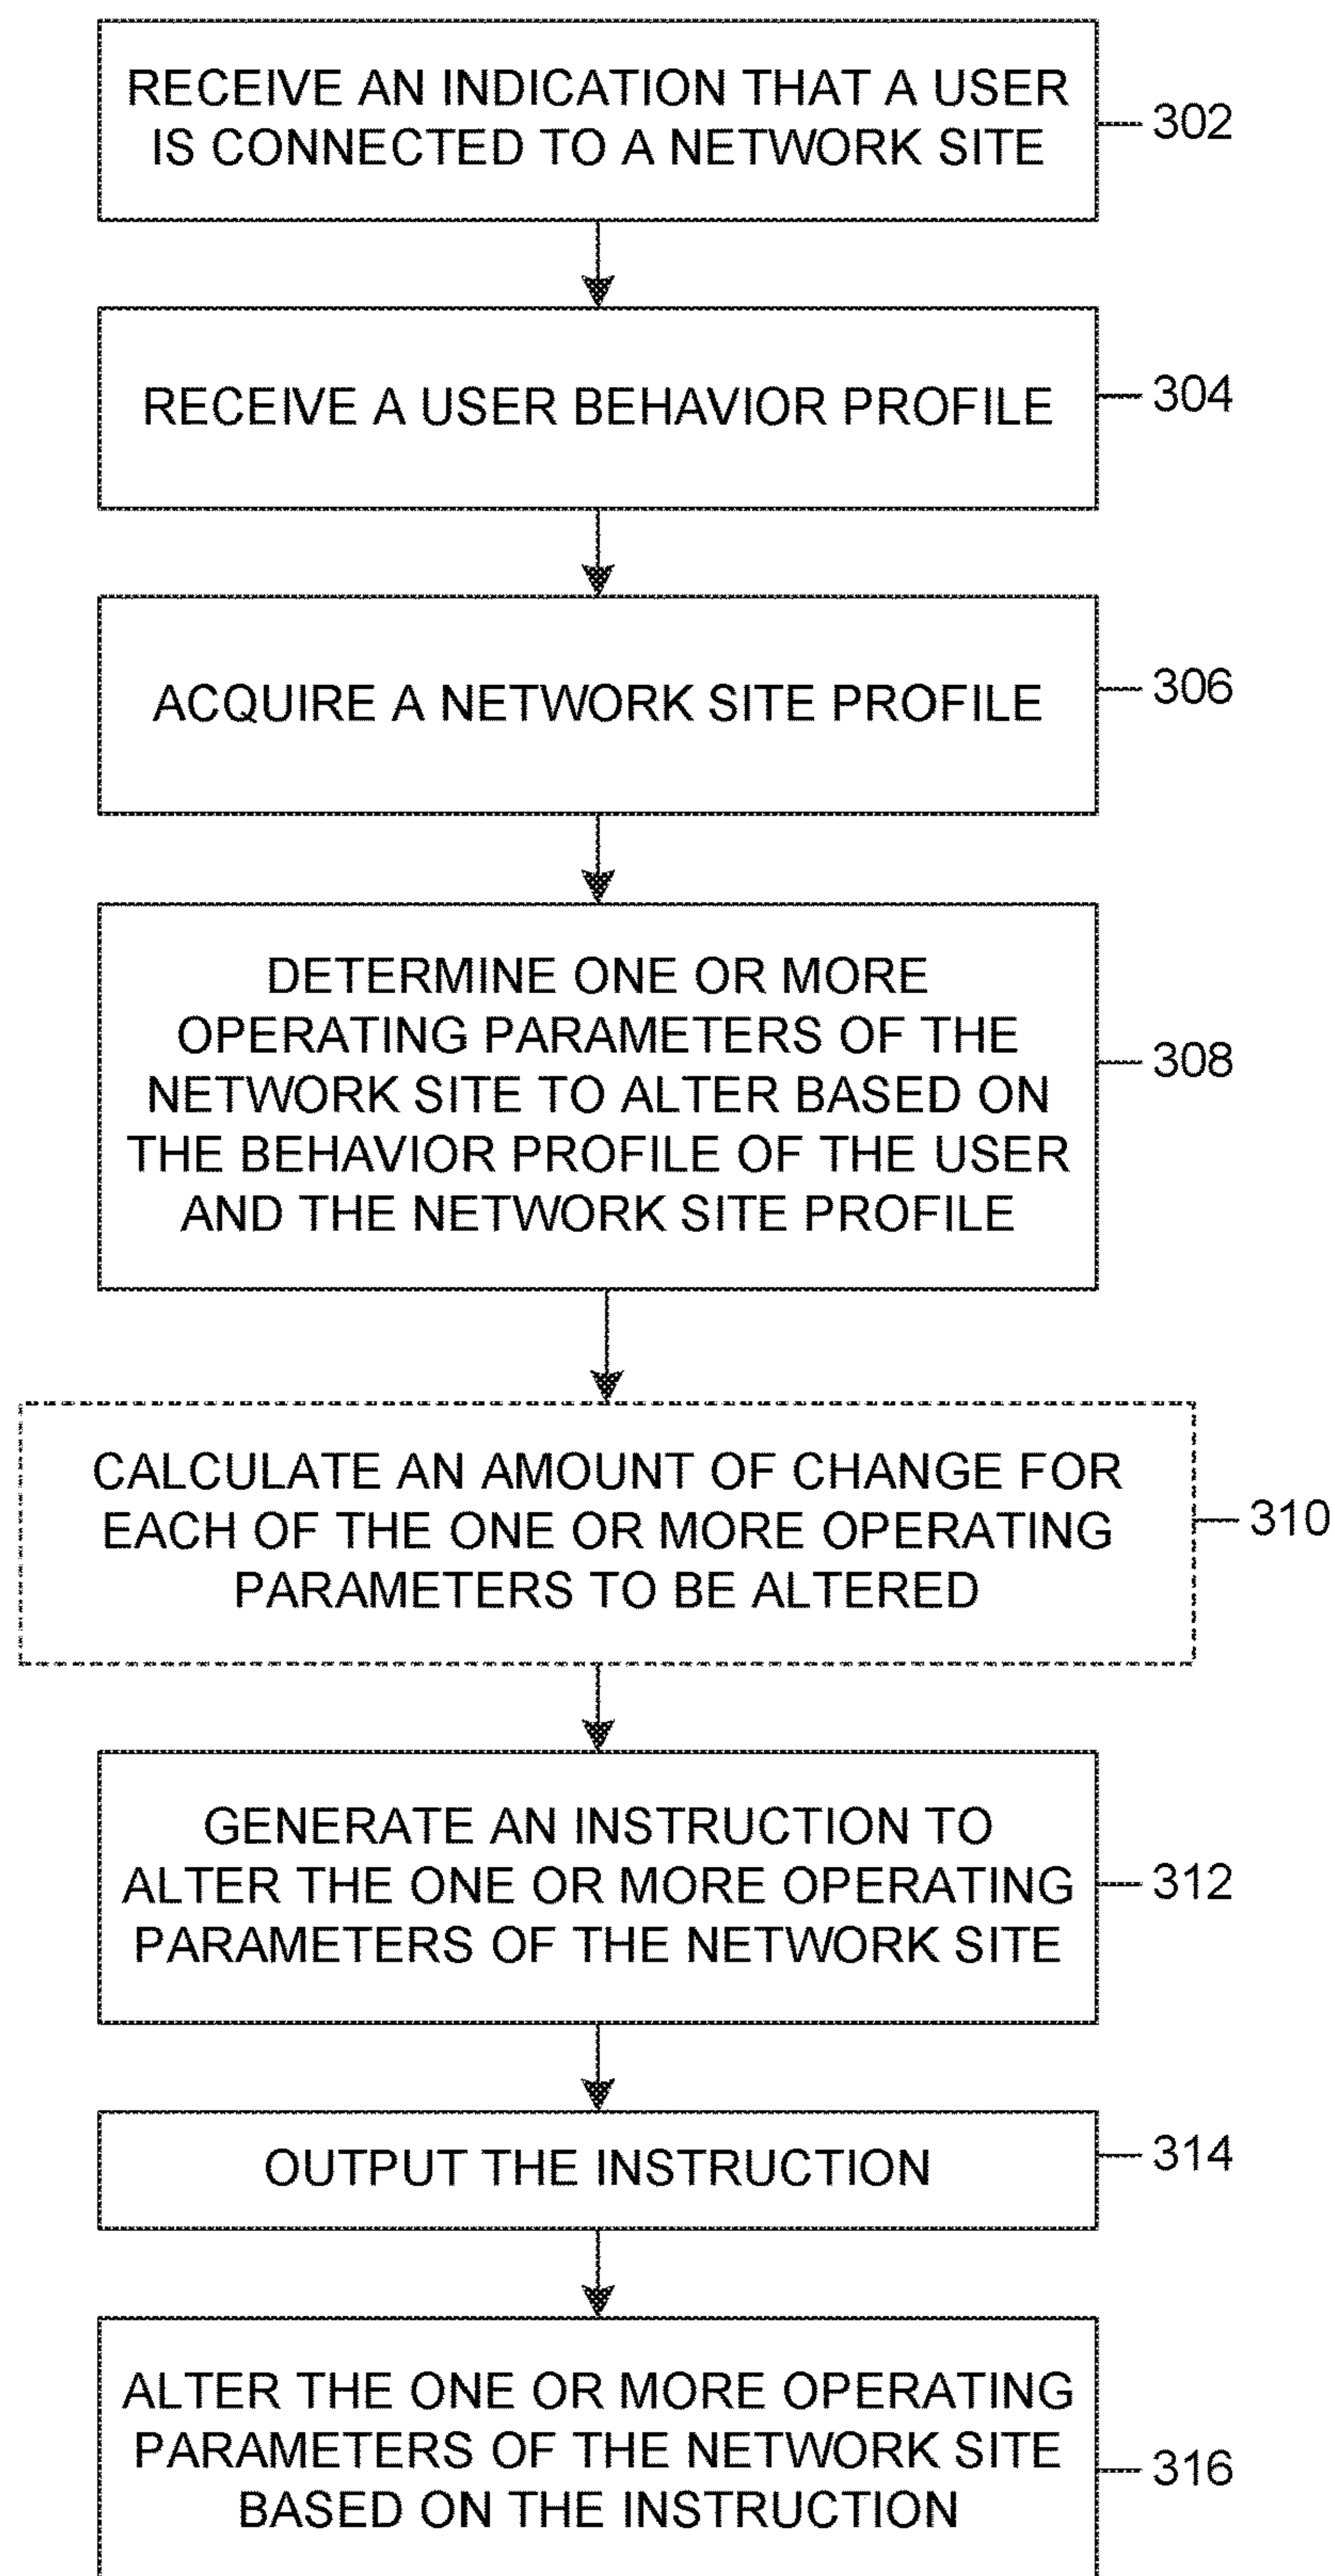 RECEIVE AN INDICATION THAT A USER
IS CONNECTED TO A NETWORK SITE
302
RECEIVE A USER BEHAVIOR PROFILE
304
ACQUIRE A NETWORK SITE PROFILE
306
DETERMINE ONE OR MORE
OPERATING PARAMETERS OF THE
NETWORK SITE TO ALTER BASED ON
THE BEHAVIOR PROFILE OF THE USER
AND THE NETWORK SITE PROFILE
308
CALCULATE AN AMOUNT OF CHANGE FOR
EACH OF THE ONE OR MORE OPERATING
PARAMETERS TO BE ALTERED
310
GENERATE AN INSTRUCTION TO
ALTER THE ONE OR MORE OPERATING
PARAMETERS OF THE NETWORK SITE
312
OUTPUT THE INSTRUCTION
314
ALTER THE ONE OR MORE OPERATING
PARAMETERS OF THE NETWORK SITE
BASED ON THE INSTRUCTION
316